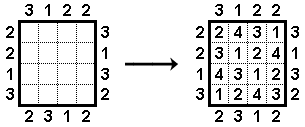 3 1 2 2 3 1 2 2
2 3 2 2 4 3 1 3
2 1 2 3 1 2 4 1
1 3 1 4 3 1 2 3
3 2 3 1 2 4 3 2
2 3 1 2 2 3 1 2